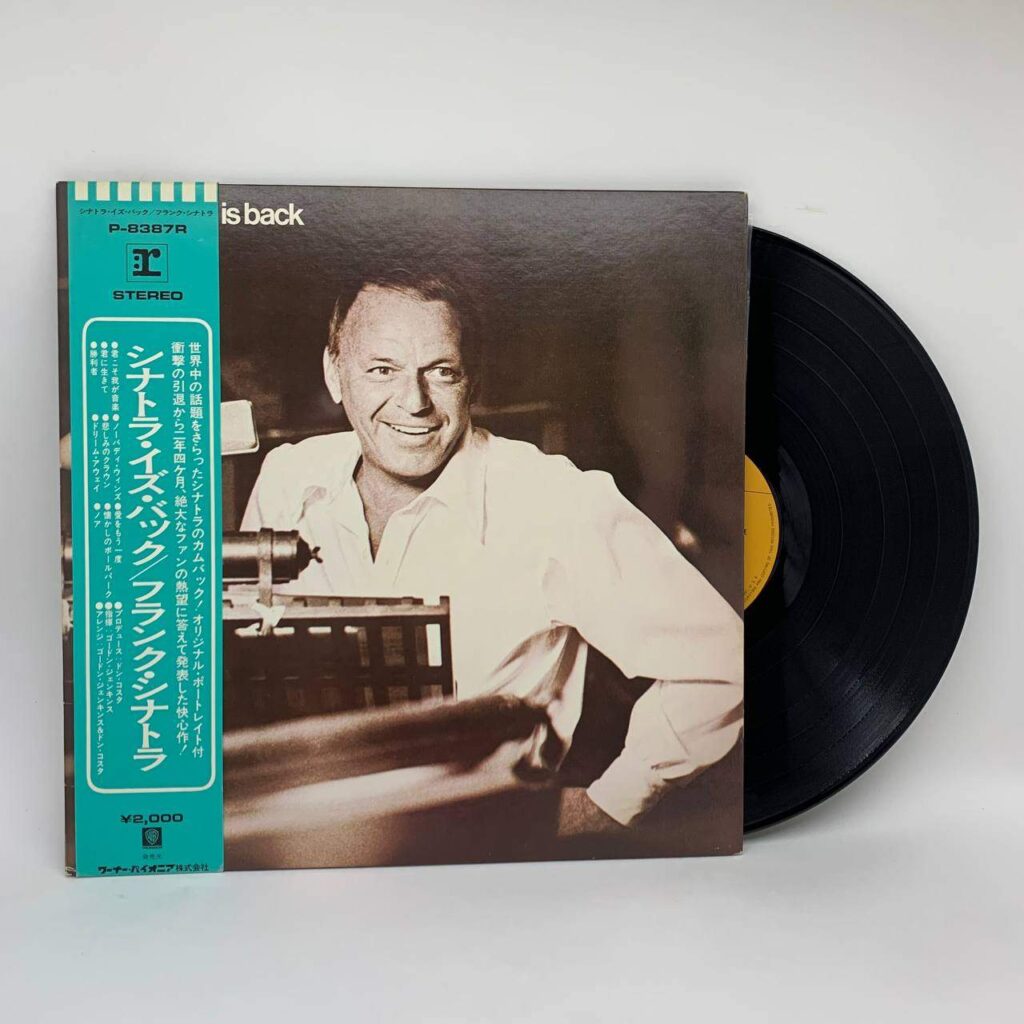 シナトラ・イズ・バック/フランク・シナトラ
P-8387R
r
STEREO
is back
世界中の話題をさらったシナトラのカムバック!オリジナル・ポートレイト付
衝撃の引退から二年四ケ月、絶大なファンの熱望に答えて発表した快心作!
シナトラ・イズ・バック/フランク・シナトラ
●君こそ我が音楽●ノーバディ・ウィンズ●愛をもう一度●プロデュース:ドン・コスタ
●君に生きて●悲しみのクラウン●懐かしのボールパーク●指揮:ゴードン・ジェンキンス
●勝利者●ドリーム・アウェイ●ノア●アレンジ:ゴードン・ジェンキンス&ドン・コスタ
¥2,000
発売元
ワーナー・パイオニア株式会社